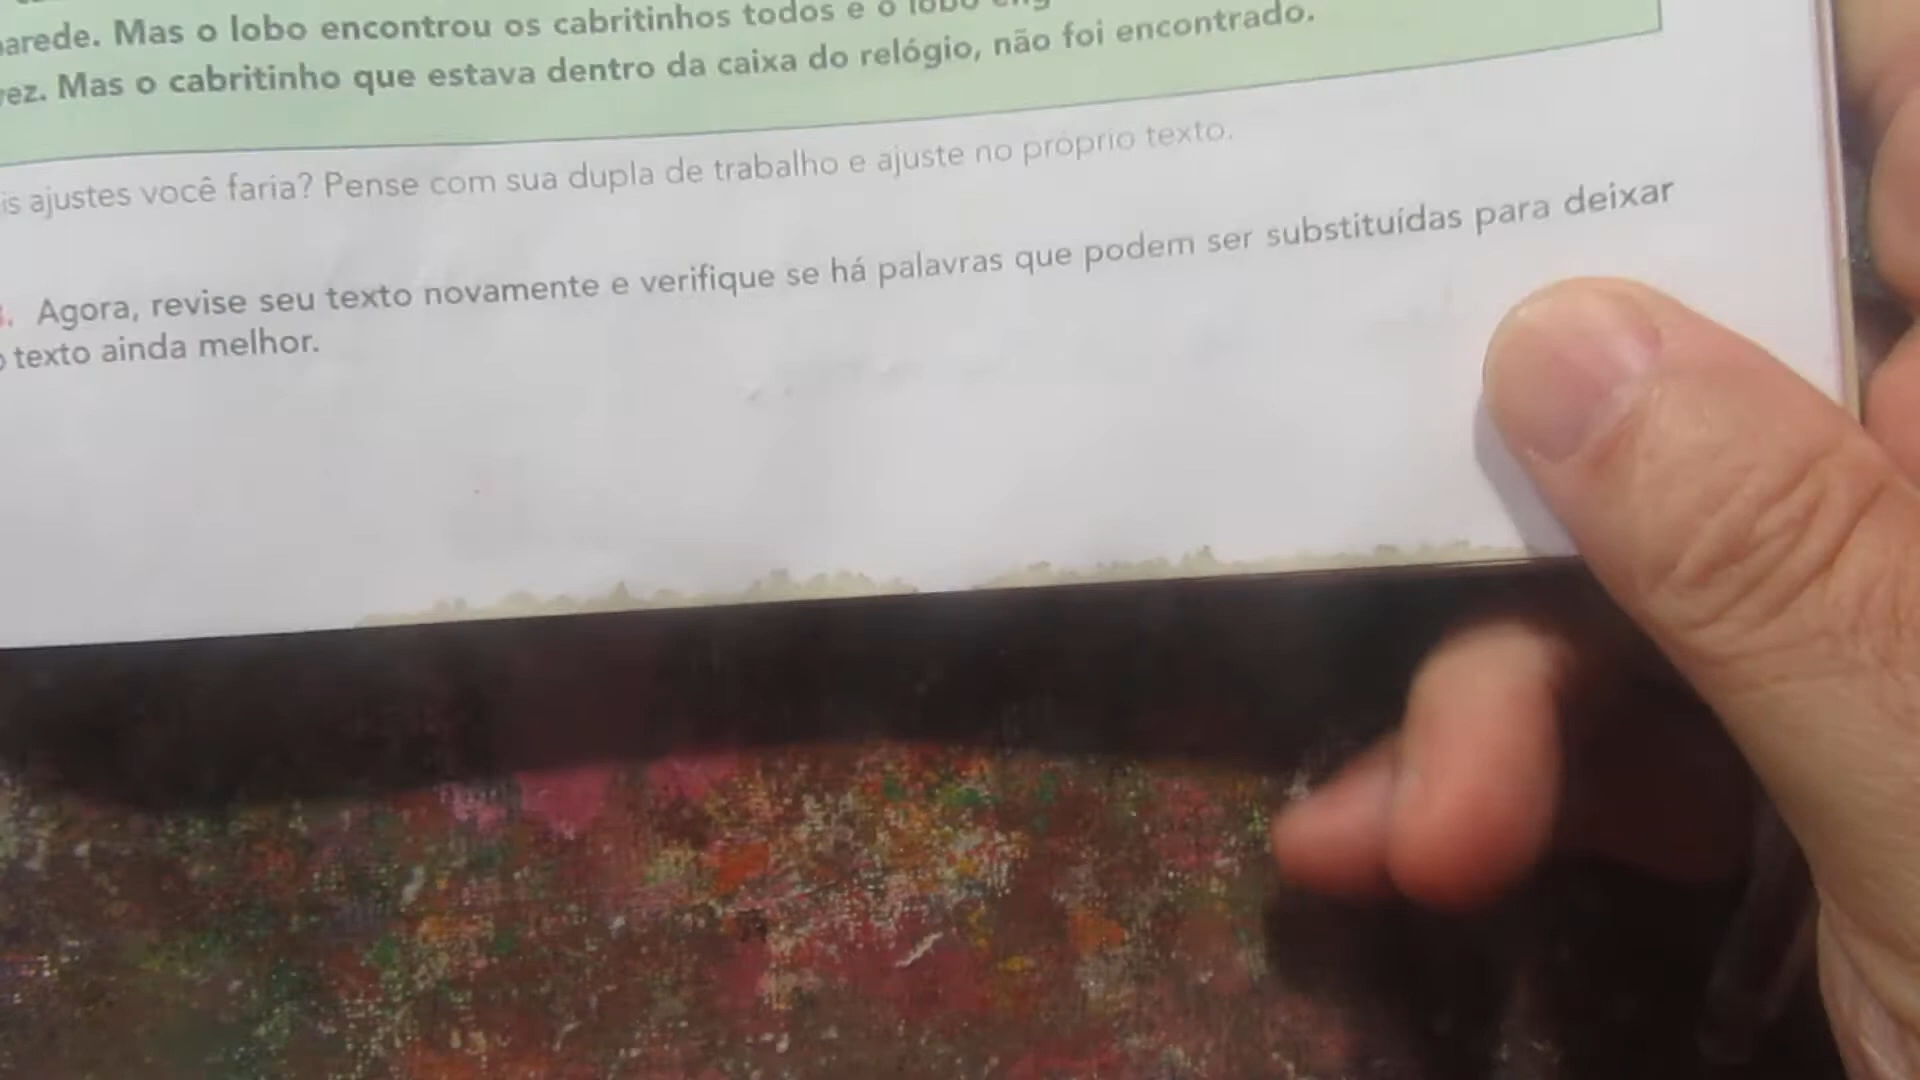 parede. Mas o lobo encontrou os cabritinhos todos e o lobo
vez. Mas o cabritinho que estava dentro da caixa do relógio, não foi encontrado.
is ajustes você faria? Pense com sua dupla de trabalho e ajuste no próprio texto.
Agora, revise seu texto novamente e verifique se há palavras que podem ser substituídas para deixar
o texto ainda melhor.